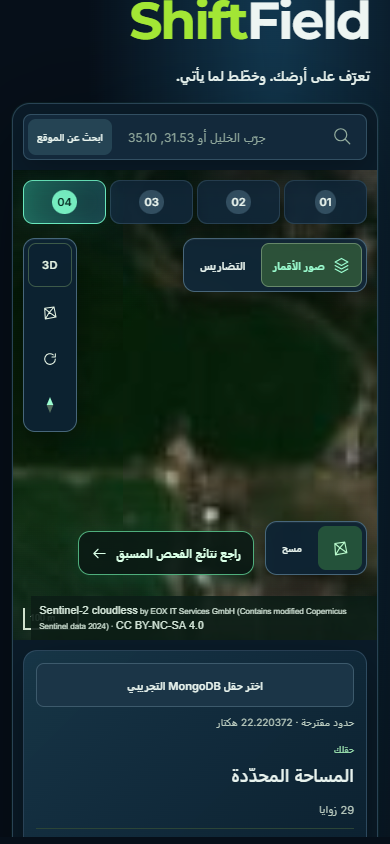 ShiftField
تعرّف على أرضك. وخطّط لما يأتي.
جرّب الخليل أو 31.53, 35.10
ابحث عن الموقع
01
02
03
04
صور الأقمار
التضاريس
3D
مسح
راجع نتائج الفحص المسبق ←
Sentinel-2 cloudless by EOX IT Services GmbH (Contains modified Copernicus
Sentinel data 2024) · CC BY-NC-SA 4.0
اختر حقل MongoDB التجريبي
حدود مقترحة · 22.220372 هكتار
حقلك
المساحة المحدّدة
29 زوايا